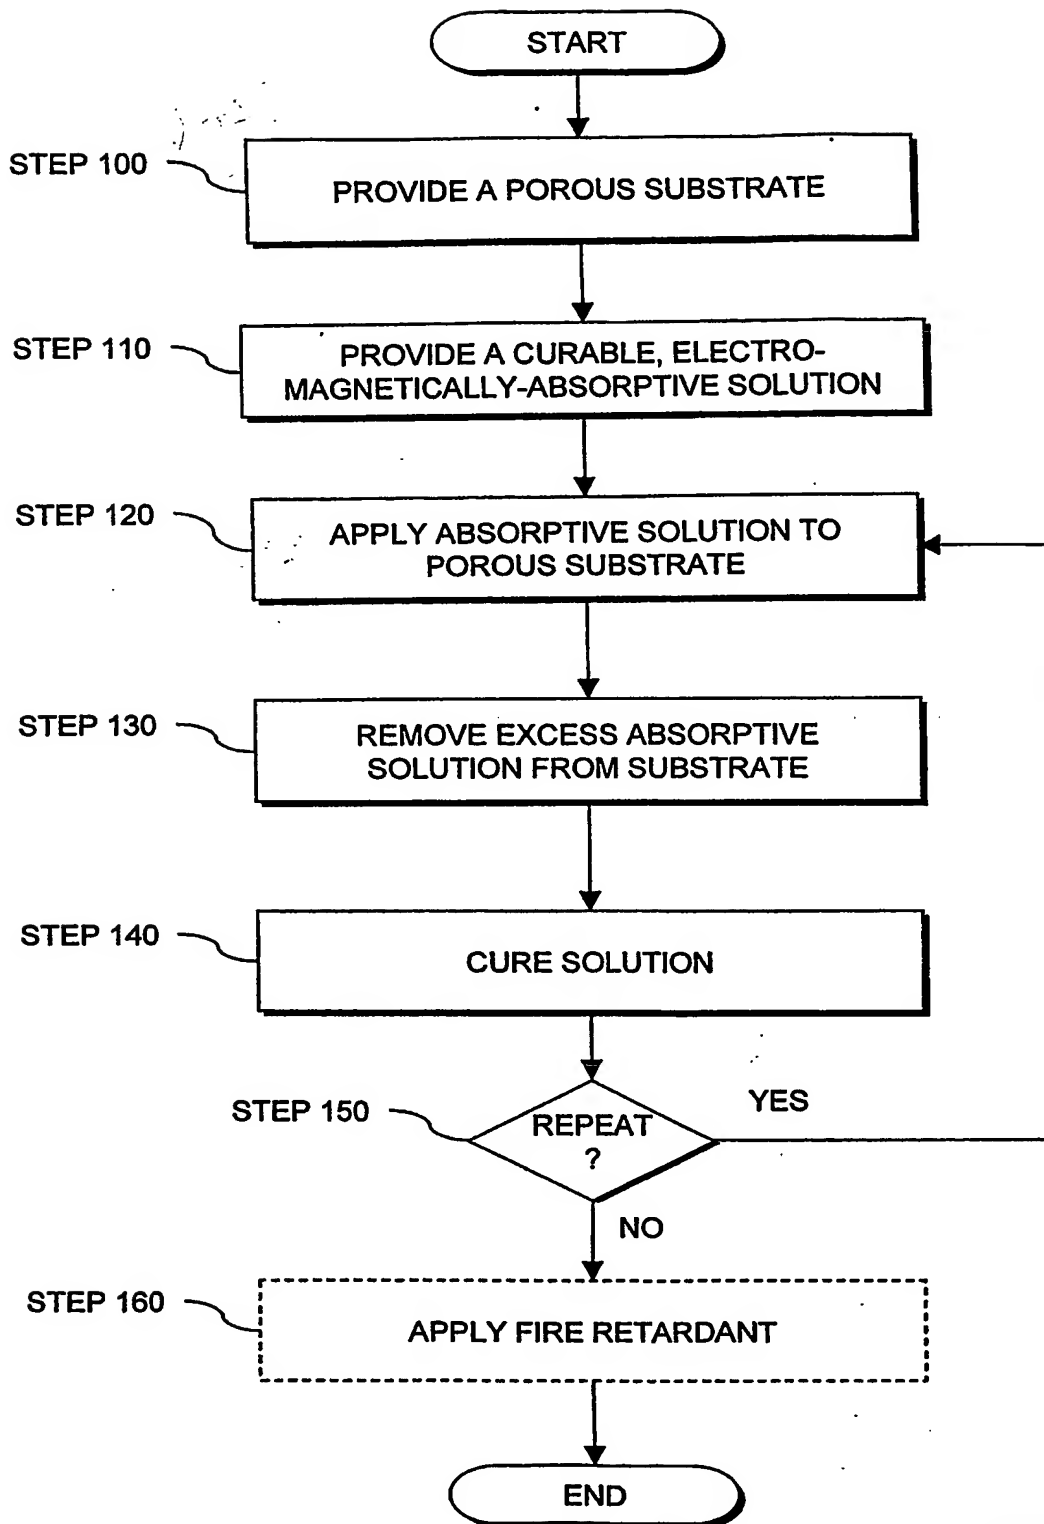 START
STEP 100
PROVIDE A POROUS SUBSTRATE
STEP 110
PROVIDE A CURABLE, ELECTRO-
MAGNETICALLY-ABSORPTIVE SOLUTION
STEP 120
APPLY ABSORPTIVE SOLUTION TO
POROUS SUBSTRATE
STEP 130
REMOVE EXCESS ABSORPTIVE
SOLUTION FROM SUBSTRATE
STEP 140
CURE SOLUTION
STEP 150
REPEAT
?
YES
NO
STEP 160
APPLY FIRE RETARDANT
END